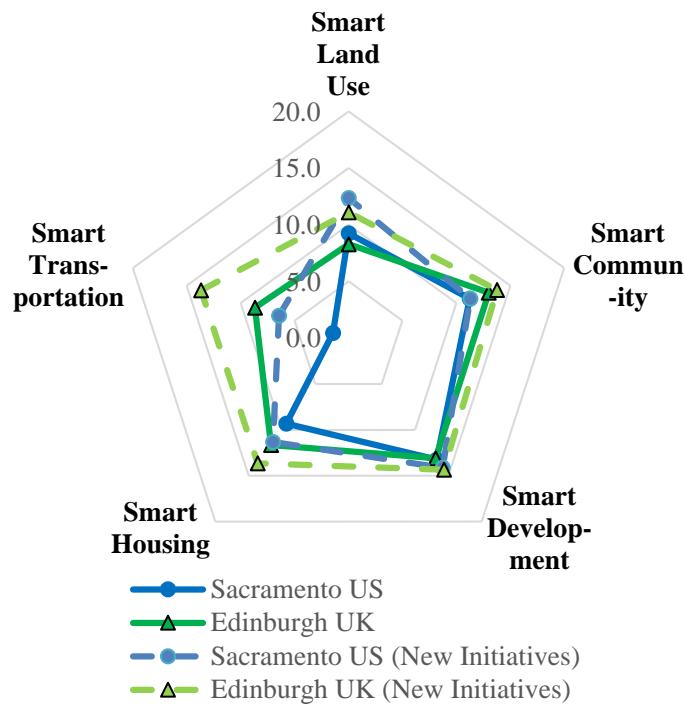 Smart
Land
Use
20.0
15.0
10.0
5.0
0.0
Smart
Commun
-ity
Smart
Develop-
ment
Smart
Housing
Smart
Trans-
portation
Sacramento US
Edinburgh UK
Sacramento US (New Initiatives)
Edinburgh UK (New Initiatives)